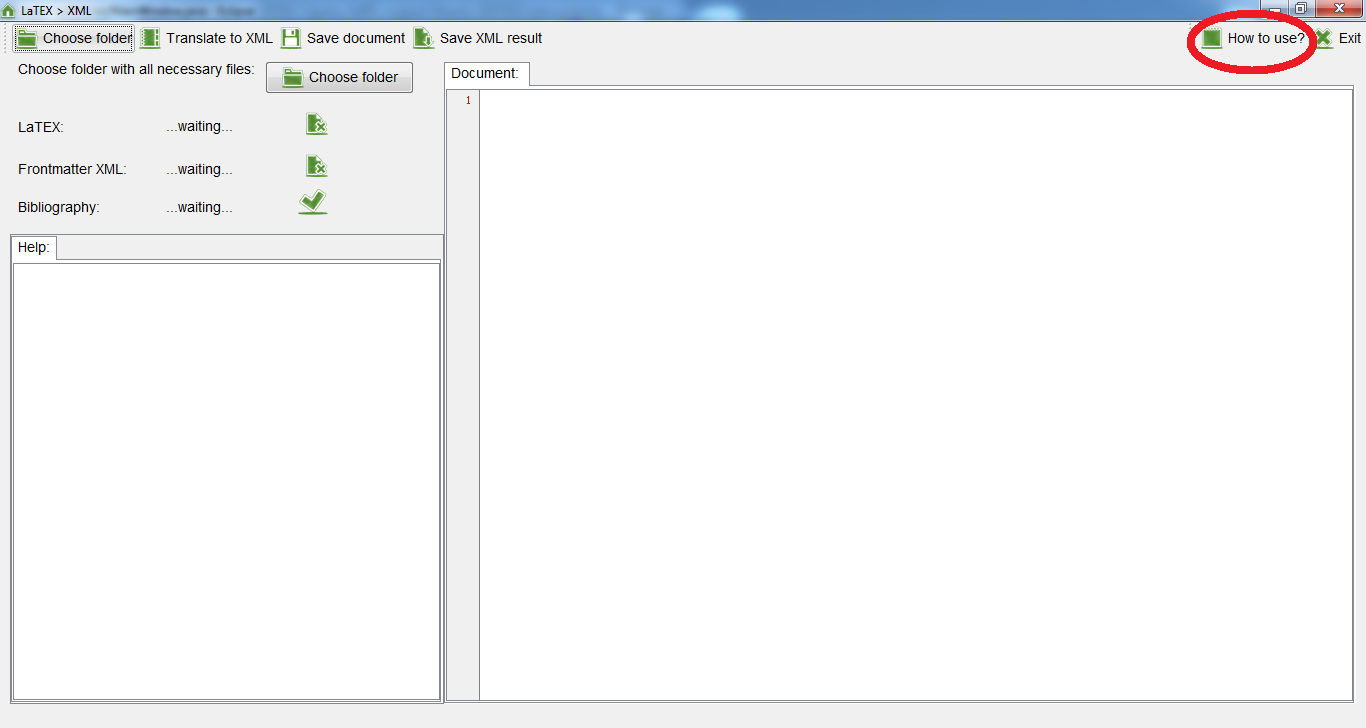 LaTEX > XML
Choose folder Translate to XML Save document Save XML result How to use? Exit
Choose folder with all necessary files: Choose folder
LaTEX: ...waiting...
Frontmatter XML: ...waiting...
Bibliography: ...waiting...
Help:
Document:
1